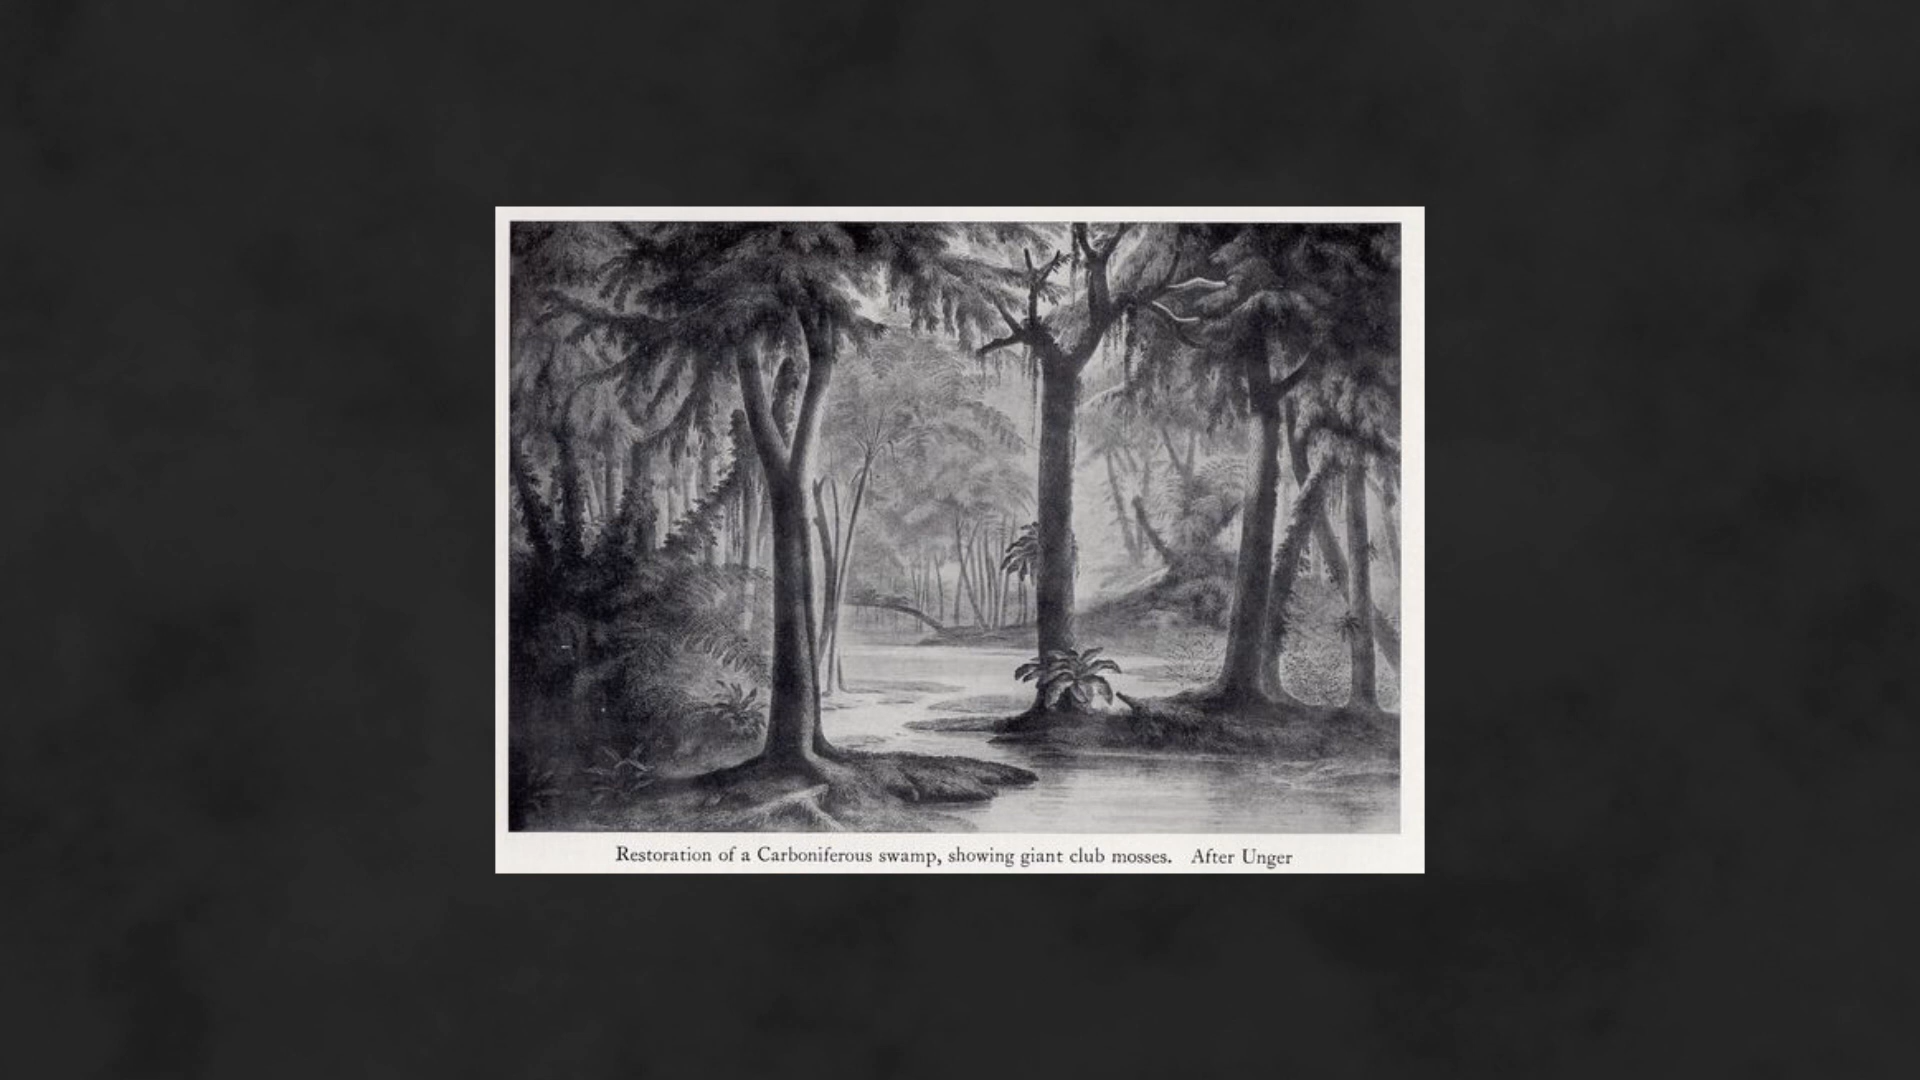 Restoration of a Carboniferous swamp, showing giant club mosses. After Unger